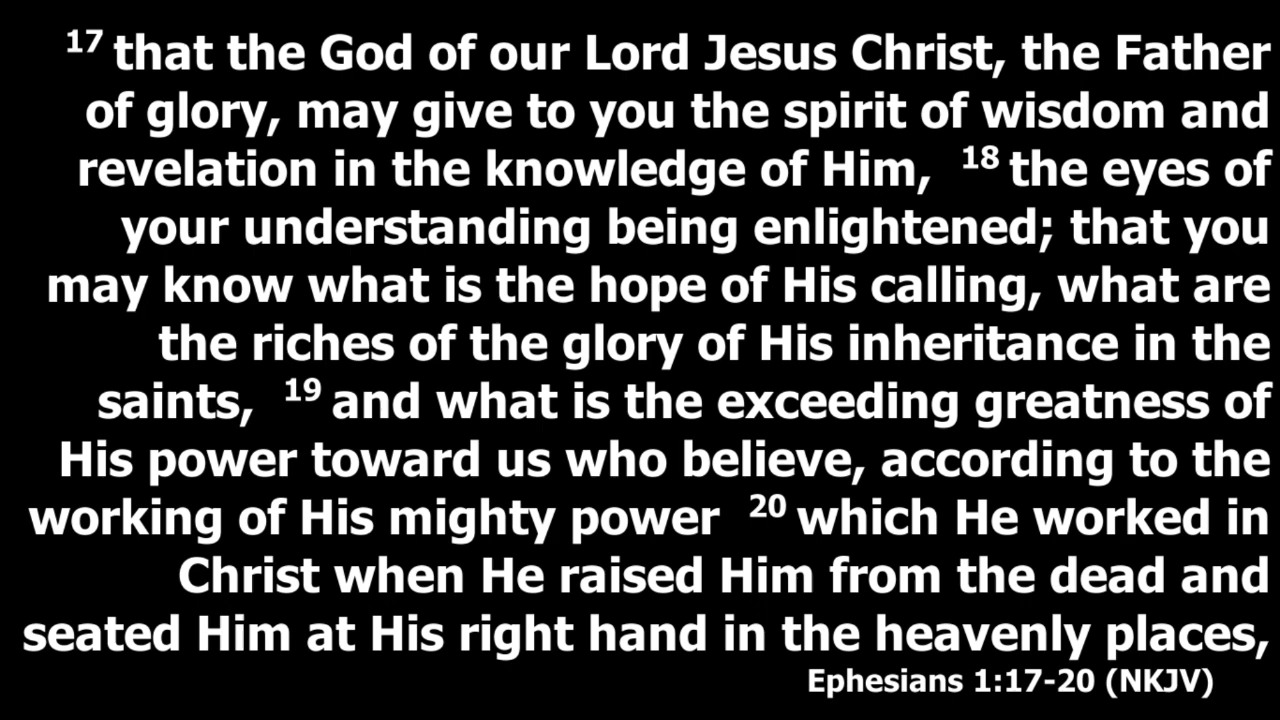 17 that the God of our Lord Jesus Christ, the Father
of glory, may give to you the spirit of wisdom and
revelation in the knowledge of Him, 18 the eyes of
your understanding being enlightened; that you
may know what is the hope of His calling, what are
the riches of the glory of His inheritance in the
saints, 19 and what is the exceeding greatness of
His power toward us who believe, according to the
working of His mighty power 20 which He worked in
Christ when He raised Him from the dead and
seated Him at His right hand in the heavenly places,
Ephesians 1:17-20 (NKJV)